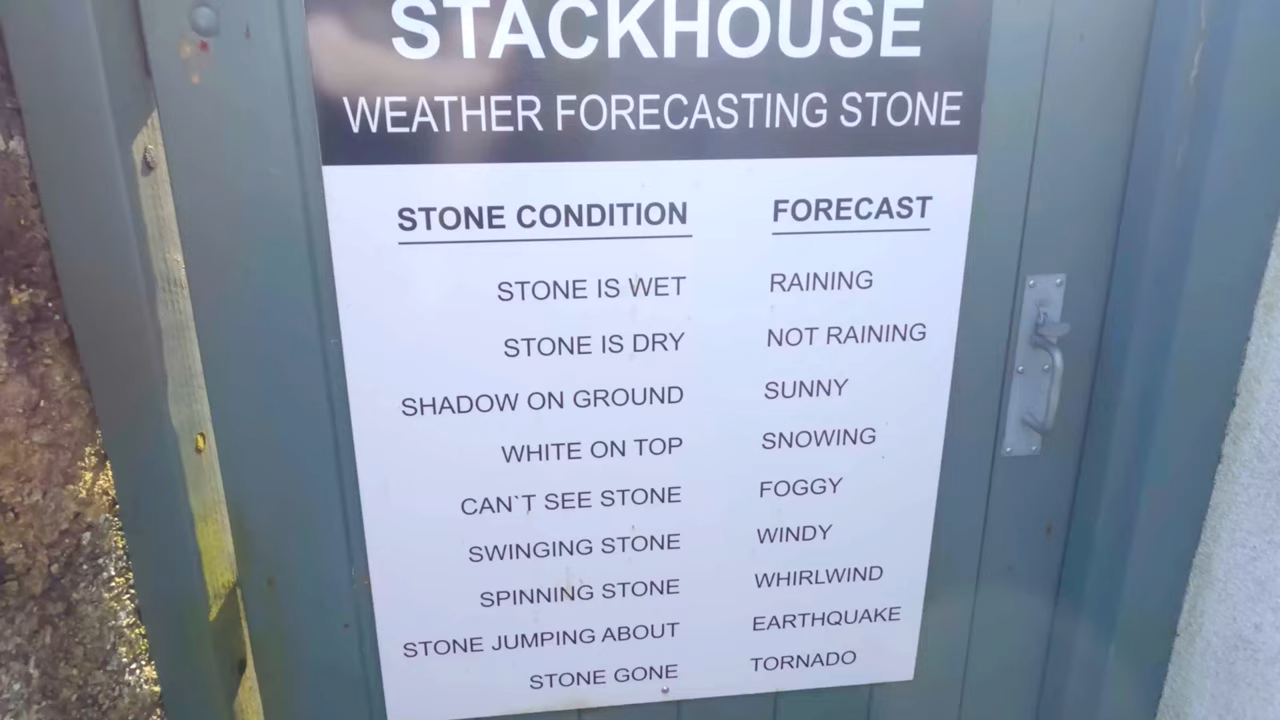 STACKHOUSE
WEATHER FORECASTING STONE
STONE CONDITION FORECAST
STONE IS WET RAINING
STONE IS DRY NOT RAINING
SHADOW ON GROUND SUNNY
WHITE ON TOP SNOWING
CAN`T SEE STONE FOGGY
SWINGING STONE WINDY
SPINNING STONE WHIRLWIND
STONE JUMPING ABOUT EARTHQUAKE
STONE GONE TORNADO